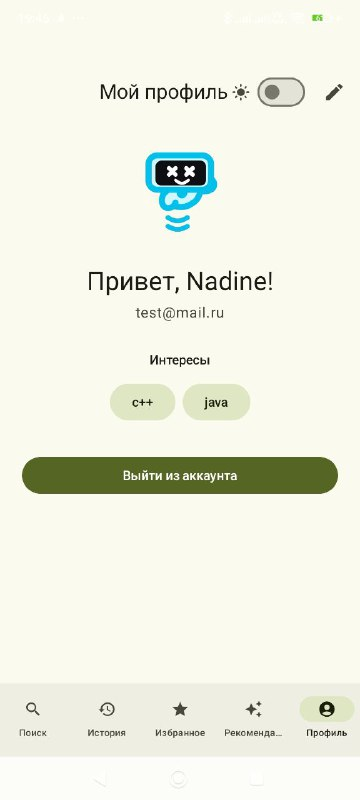 Мой профиль
Привет, Nadine!
test@mail.ru
Интересы
c++
java
Выйти из аккаунта
Поиск
История
Избранное
Рекоменда...
Профиль